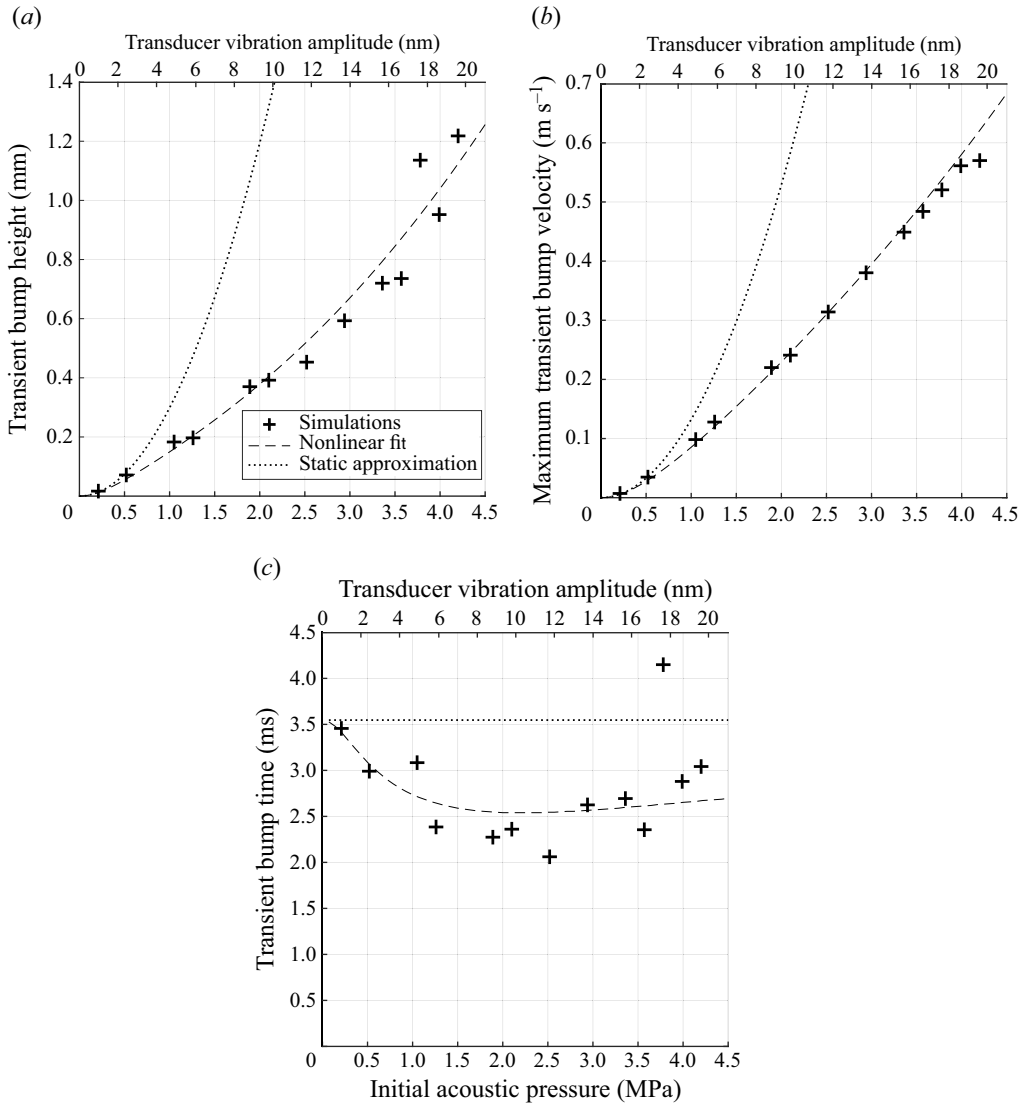 (a)
Transducer vibration amplitude (nm)
0 2 4 6 8 10 12 14 16 18 20
1.4
1.2
1.0
0.8
0.6
0.4
0.2
Transient bump height (mm)
Simulations
Nonlinear fit
Static approximation
0 0.5 1.0 1.5 2.0 2.5 3.0 3.5 4.0 4.5
(b)
Transducer vibration amplitude (nm)
0 2 4 6 8 10 12 14 16 18 20
0.7
0.6
0.5
0.4
0.3
0.2
0.1
Maximum transient bump velocity (m s⁻¹)
0 0.5 1.0 1.5 2.0 2.5 3.0 3.5 4.0 4.5
(c)
Transducer vibration amplitude (nm)
0 2 4 6 8 10 12 14 16 18 20
4.5
4.0
3.5
3.0
2.5
2.0
1.5
1.0
0.5
Transient bump time (ms)
0 0.5 1.0 1.5 2.0 2.5 3.0 3.5 4.0 4.5
Initial acoustic pressure (MPa)